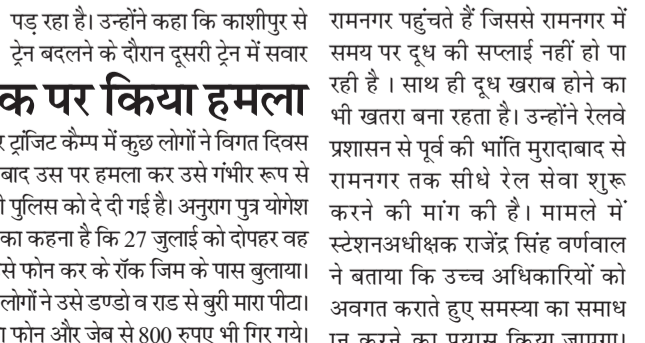 पड़ रहा है। उन्होंने कहा कि काशीपुर से
ट्रेन बदलने के दौरान दूसरी ट्रेन में सवार
पर किया हमला
ट्रांजिट कैम्प में कुछ लोगों ने विगत दिवस
बाद उस पर हमला कर उसे गंभीर रूप से
पुलिस को दे दी गई है। अनुराग पुत्र योगेश
का कहना है कि 27 जुलाई को दोपहर वह
से फोन कर के रॉक जिम के पास बुलाया।
लोगों ने उसे डण्डो व राड से बुरी मारा पीटा।
फोन और जेब से 800 रुपए भी गिर गये।
रामनगर पहुंचते हैं जिससे रामनगर में
समय पर दूध की सप्लाई नहीं हो पा
रही है । साथ ही दूध खराब होने का
भी खतरा बना रहता है। उन्होंने रेलवे
प्रशासन से पूर्व की भांति मुरादाबाद से
रामनगर तक सीधे रेल सेवा शुरू
करने की मांग की है। मामले में
स्टेशनअधीक्षक राजेंद्र सिंह वर्णवाल
ने बताया कि उच्च अधिकारियों को
अवगत कराते हुए समस्या का समाध
ान करने का प्रयास किया जाएगा।